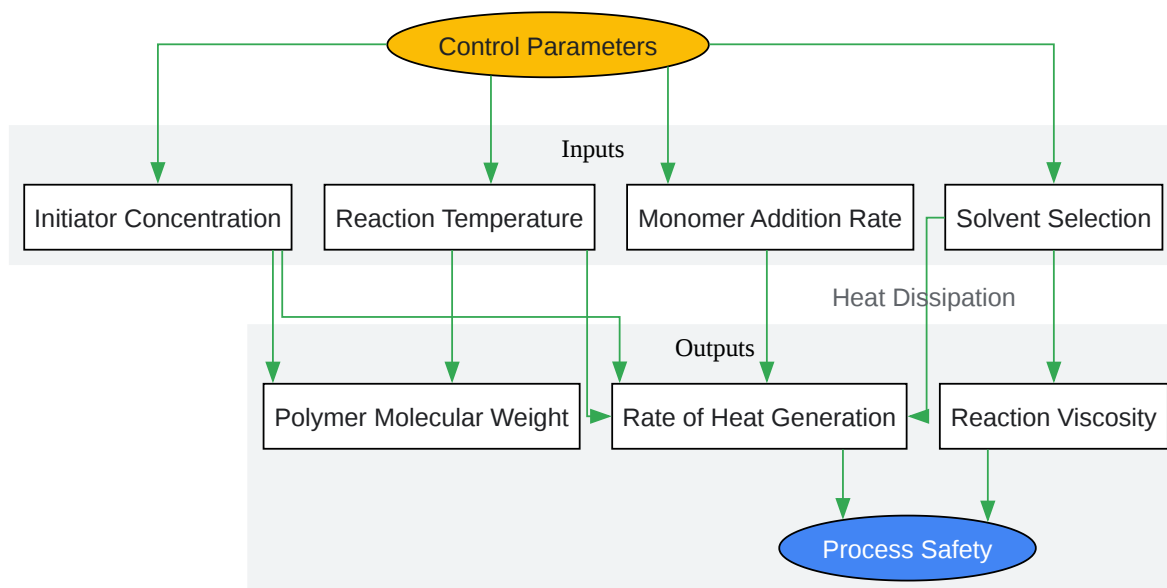 Control Parameters
Inputs
Initiator Concentration
Reaction Temperature
Monomer Addition Rate
Solvent Selection
Heat Dissipation
Outputs
Polymer Molecular Weight
Rate of Heat Generation
Reaction Viscosity
Process Safety